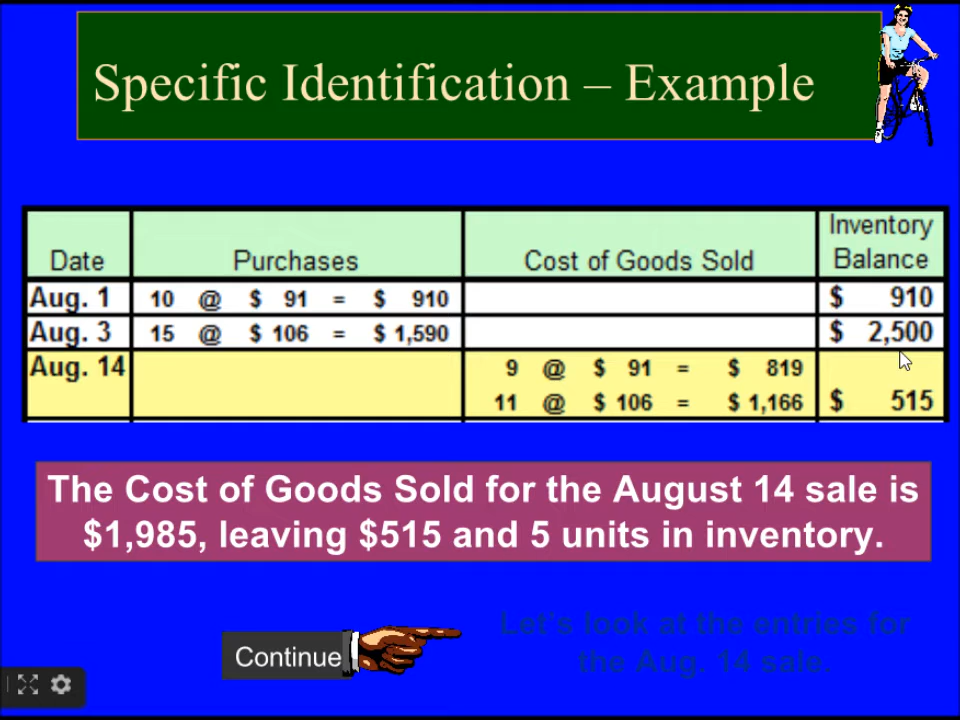 Specific Identification – Example
Date Purchases Cost of Goods Sold Inventory Balance
Aug. 1 10 @ $ 91 = $ 910 $ 910
Aug. 3 15 @ $ 106 = $ 1,590 $ 2,500
Aug. 14 9 @ $ 91 = $ 819
11 @ $ 106 = $ 1,166 $ 515
The Cost of Goods Sold for the August 14 sale is
$1,985, leaving $515 and 5 units in inventory.
Let's look at the entries for
the Aug. 14 sale.
Continue